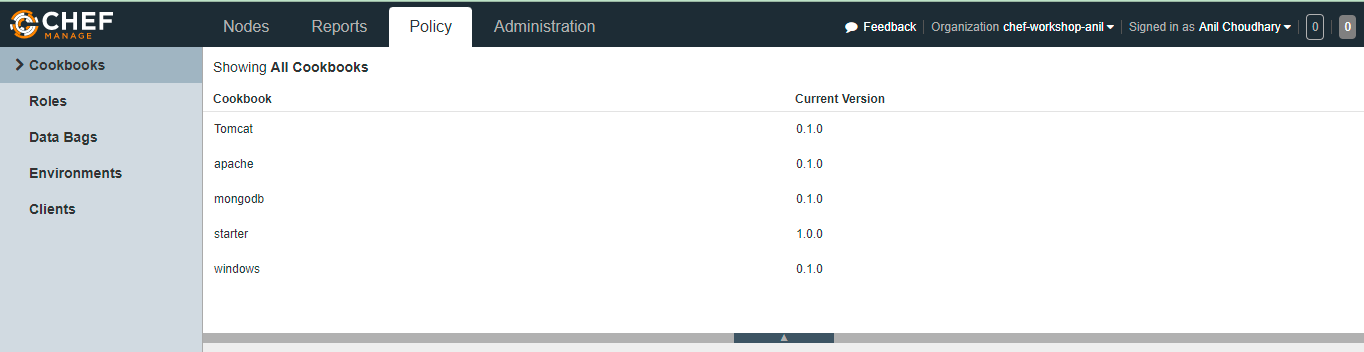 CHEF MANAGE Nodes Reports Policy Administration Feedback Organization chef-workshop-anil Signed in as Anil Choudhary 0 0
Cookbooks
Roles
Data Bags
Environments
Clients
Showing All Cookbooks
Cookbook Current Version
Tomcat 0.1.0
apache 0.1.0
mongodb 0.1.0
starter 1.0.0
windows 0.1.0